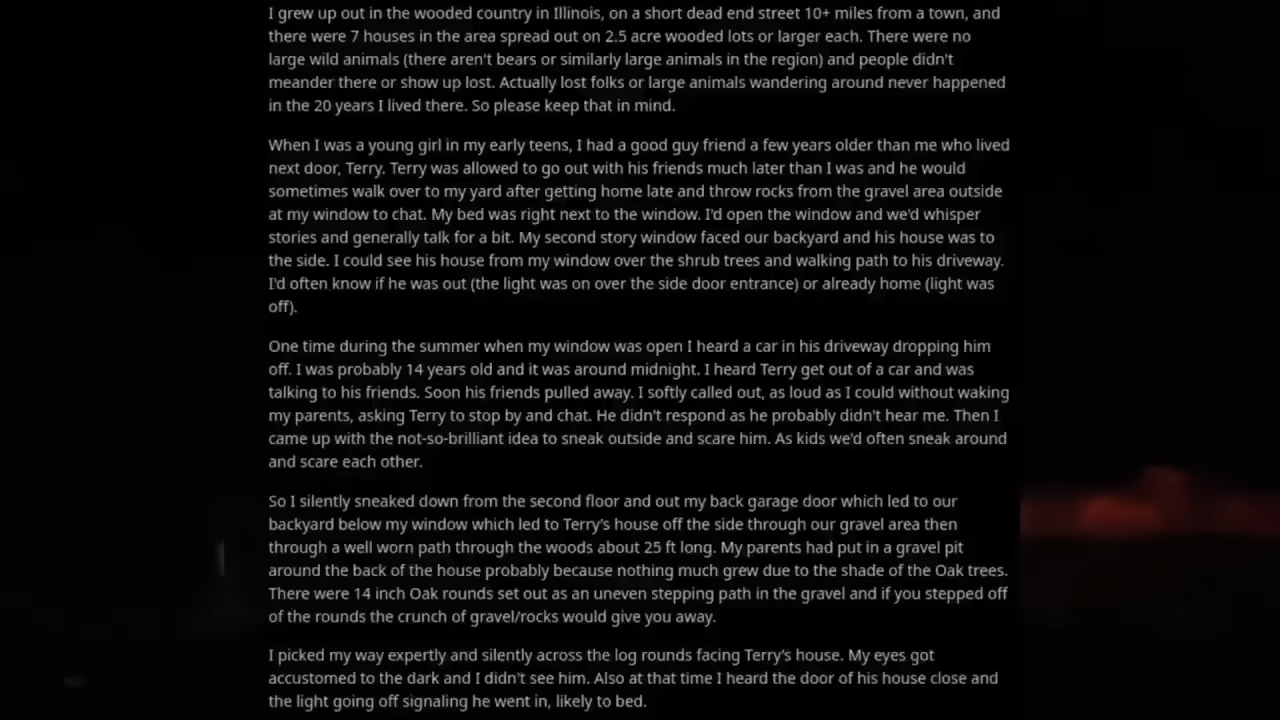 I grew up out in the wooded country in Illinois, on a short dead end street 10+ miles from a town, and
there were 7 houses in the area spread out on 2.5 acre wooded lots or larger each. There were no
large wild animals (there aren't bears or similarly large animals in the region) and people didn't
meander there or show up lost. Actually lost folks or large animals wandering around never happened
in the 20 years I lived there. So please keep that in mind.
When I was a young girl in my early teens, I had a good guy friend a few years older than me who lived
next door, Terry. Terry was allowed to go out with his friends much later than I was and he would
sometimes walk over to my yard after getting home late and throw rocks from the gravel area outside
at my window to chat. My bed was right next to the window. I'd open the window and we'd whisper
stories and generally talk for a bit. My second story window faced our backyard and his house was to
the side. I could see his house from my window over the shrub trees and walking path to his driveway.
I'd often know if he was out (the light was on over the side door entrance) or already home (light was
off).
One time during the summer when my window was open I heard a car in his driveway dropping him
off. I was probably 14 years old and it was around midnight. I heard Terry get out of a car and was
talking to his friends. Soon his friends pulled away. I softly called out, as loud as I could without waking
my parents, asking Terry to stop by and chat. He didn't respond as he probably didn't hear me. Then I
came up with the not-so-brilliant idea to sneak outside and scare him. As kids we'd often sneak around
and scare each other.
So I silently sneaked down from the second floor and out my back garage door which led to our
backyard below my window which led to Terry's house off the side through our gravel area then
through a well worn path through the woods about 25 ft long. My parents had put in a gravel pit
around the back of the house probably because nothing much grew due to the shade of the Oak trees.
There were 14 inch Oak rounds set out as an uneven stepping path in the gravel and if you stepped off
of the rounds the crunch of gravel/rocks would give you away.
I picked my way expertly and silently across the log rounds facing Terry's house. My eyes got
accustomed to the dark and I didn't see him. Also at that time I heard the door of his house close and
the light going off signaling he went in, likely to bed.